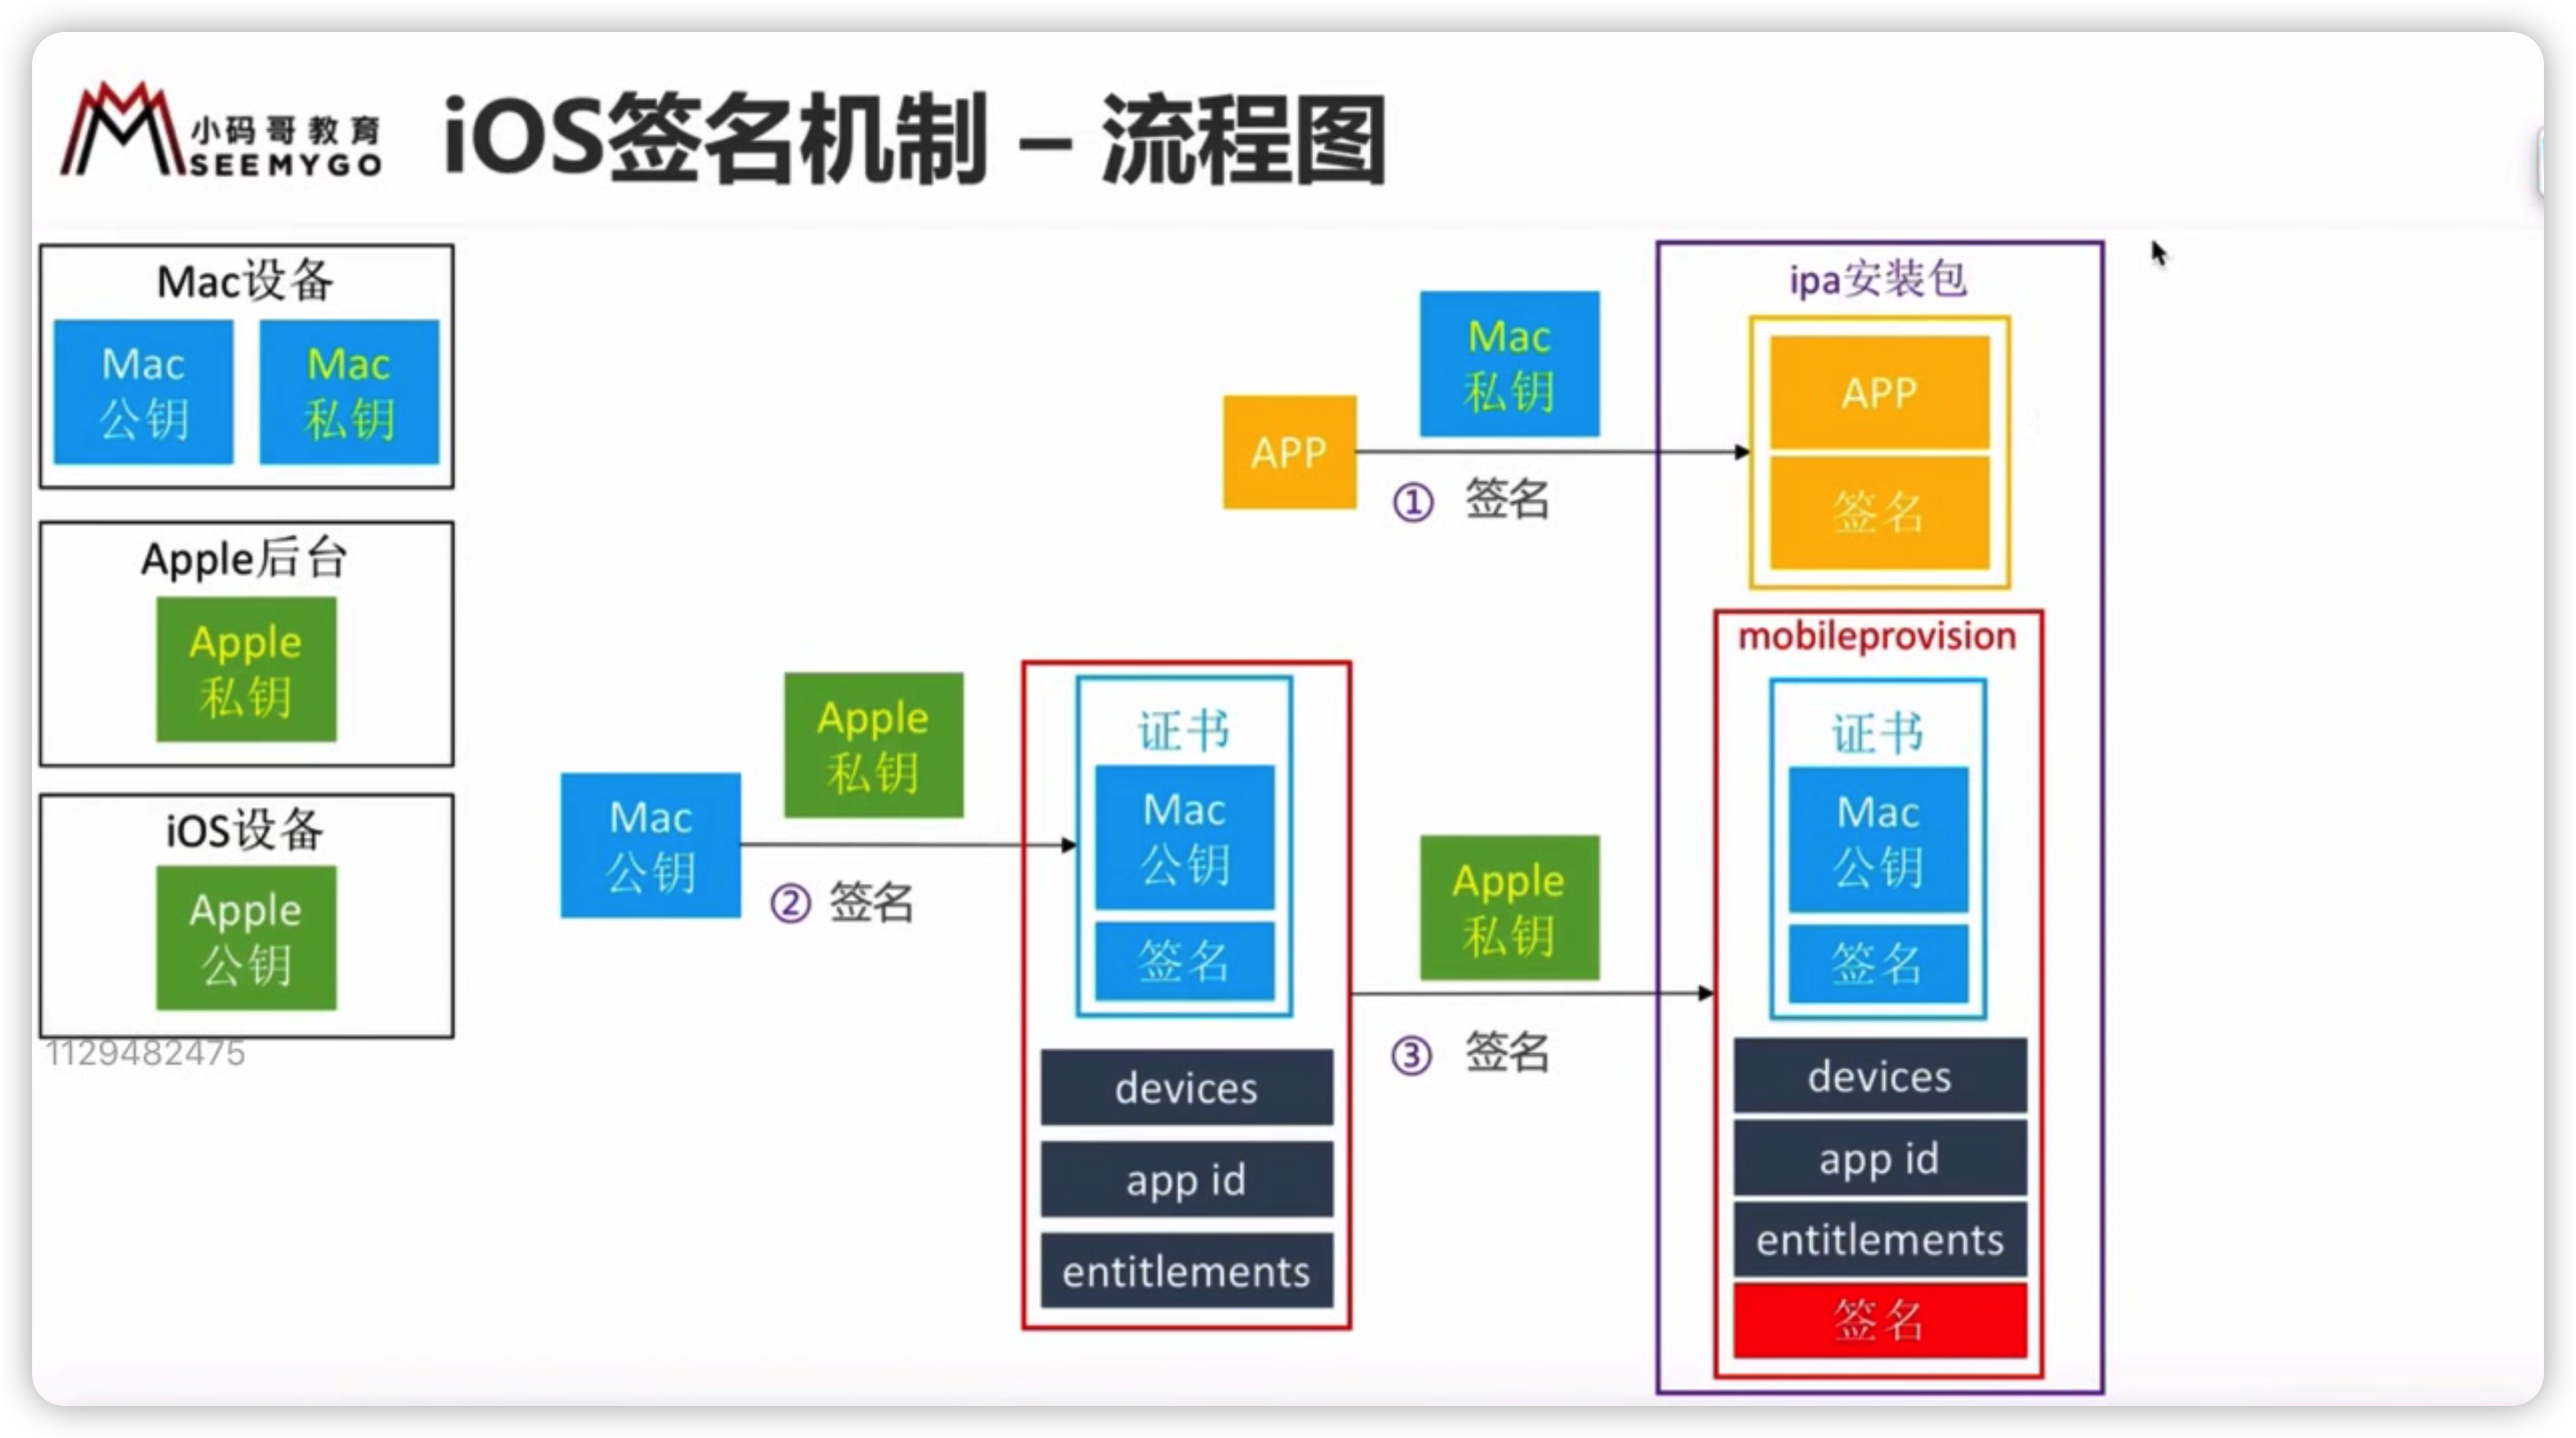 小码哥教育
SEEMYGO
iOS签名机制 – 流程图
Mac设备
Mac
公钥
Mac
私钥
Apple后台
Apple
私钥
iOS设备
Apple
公钥
1129482475
APP
Mac
私钥
① 签名
Mac
公钥
Apple
私钥
② 签名
证书
Mac
公钥
签名
devices
app id
entitlements
Apple
私钥
③ 签名
ipa安装包
APP
签名
mobileprovision
证书
Mac
公钥
签名
devices
app id
entitlements
签名